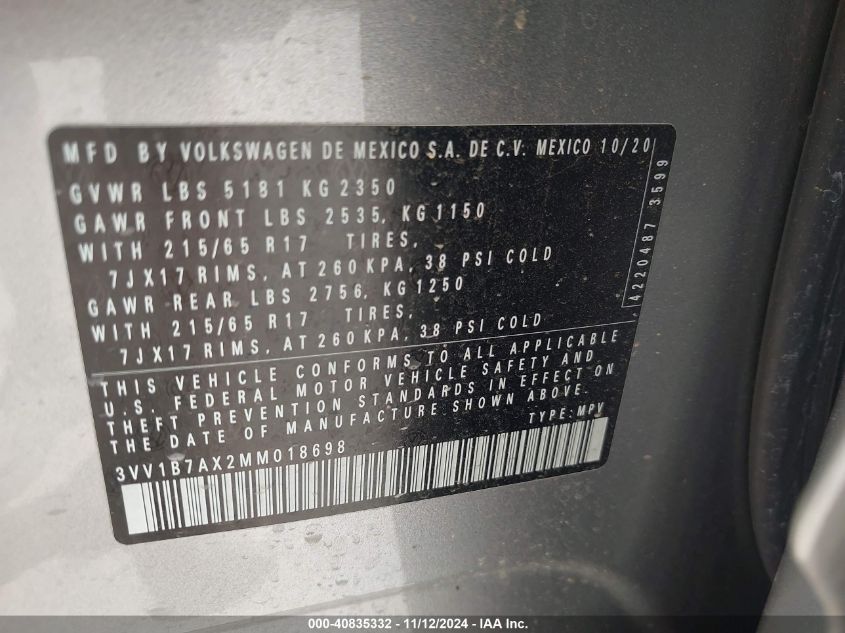 MFD BY VOLKSWAGEN DE MEXICO S.A. DE C.V. MEXICO 10/20
GVWR LBS 5181 KG 2350
GAWR FRONT LBS 2535, KG 1150
WITH 215/65 R17 TIRES,
7JX17 RIMS, AT 260 KPA, 38 PSI COLD
GAWR REAR LBS 2756, KG 1250
WITH 215/65 R17 TIRES,
7JX17 RIMS, AT 260 KPA, 38 PSI COLD
4220487 3599
THIS VEHICLE CONFORMS TO ALL APPLICABLE
U.S. FEDERAL MOTOR VEHICLE SAFETY AND
THEFT PREVENTION STANDARDS IN EFFECT ON
THE DATE OF MANUFACTURE SHOWN ABOVE.
TYPE: MPV
3VV1B7AX2MM018698
000-40835332 - 11/12/2024 - IAA Inc.